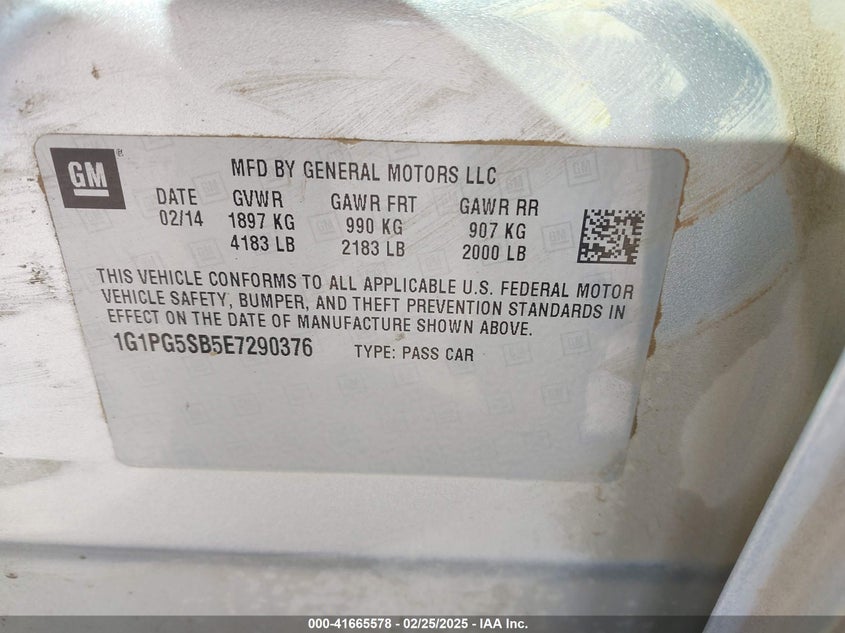 GM ®
MFD BY GENERAL MOTORS LLC
DATE GVWR GAWR FRT GAWR RR
02/14 1897 KG 990 KG 907 KG
4183 LB 2183 LB 2000 LB
THIS VEHICLE CONFORMS TO ALL APPLICABLE U.S. FEDERAL MOTOR
VEHICLE SAFETY, BUMPER, AND THEFT PREVENTION STANDARDS IN
EFFECT ON THE DATE OF MANUFACTURE SHOWN ABOVE.
1G1PG5SB5E7290376 TYPE: PASS CAR
000-41665578 - 02/25/2025 - IAA Inc.